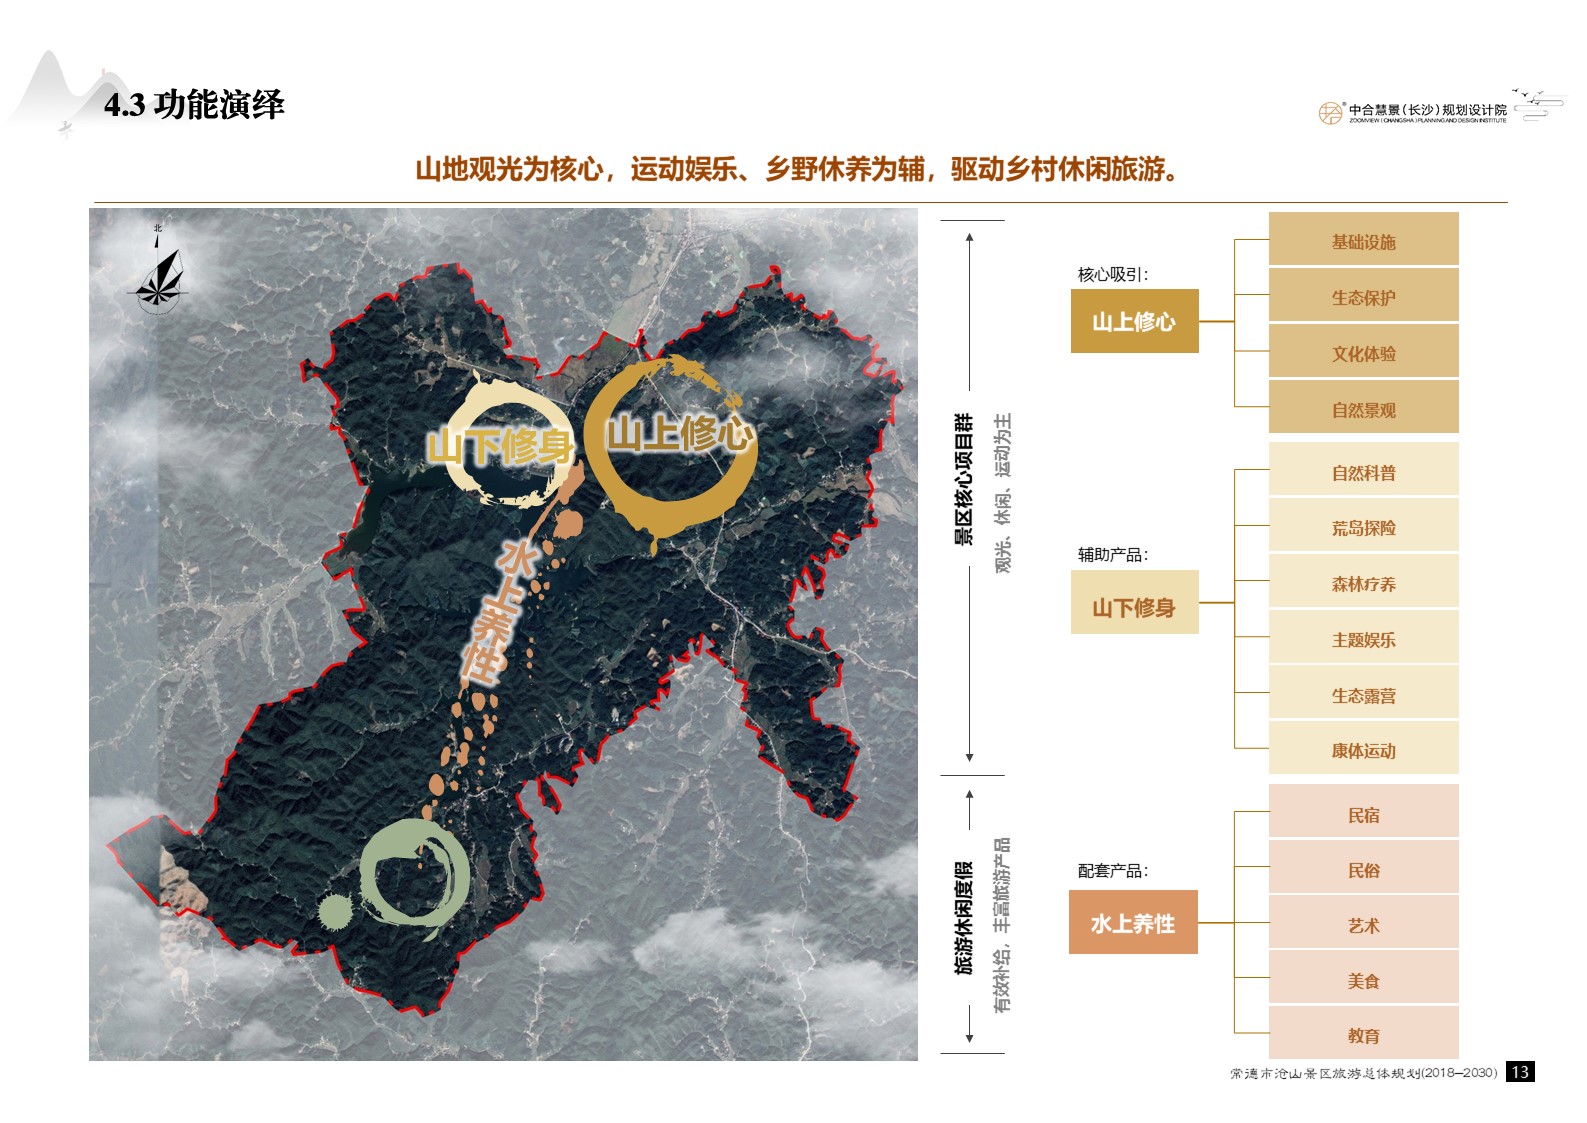 4.3 功能演绎
中合慧景（长沙）规划设计院
ZOOMVIEW ( CHANGSHA ) PLANNING AND DESIGN INSTITUTE
山地观光为核心，运动娱乐、乡野休养为辅，驱动乡村休闲旅游。
北
山下修身
山上修心
水上养性
景区核心项目群
观光、休闲、运动为主
旅游休闲度假
有效补给，丰富旅游产品
核心吸引：
山上修心
基础设施
生态保护
文化体验
自然景观
辅助产品：
山下修身
自然科普
荒岛探险
森林疗养
主题娱乐
生态露营
康体运动
配套产品：
水上养性
民宿
民俗
艺术
美食
教育
常德市沧山景区旅游总体规划(2018—2030)
13